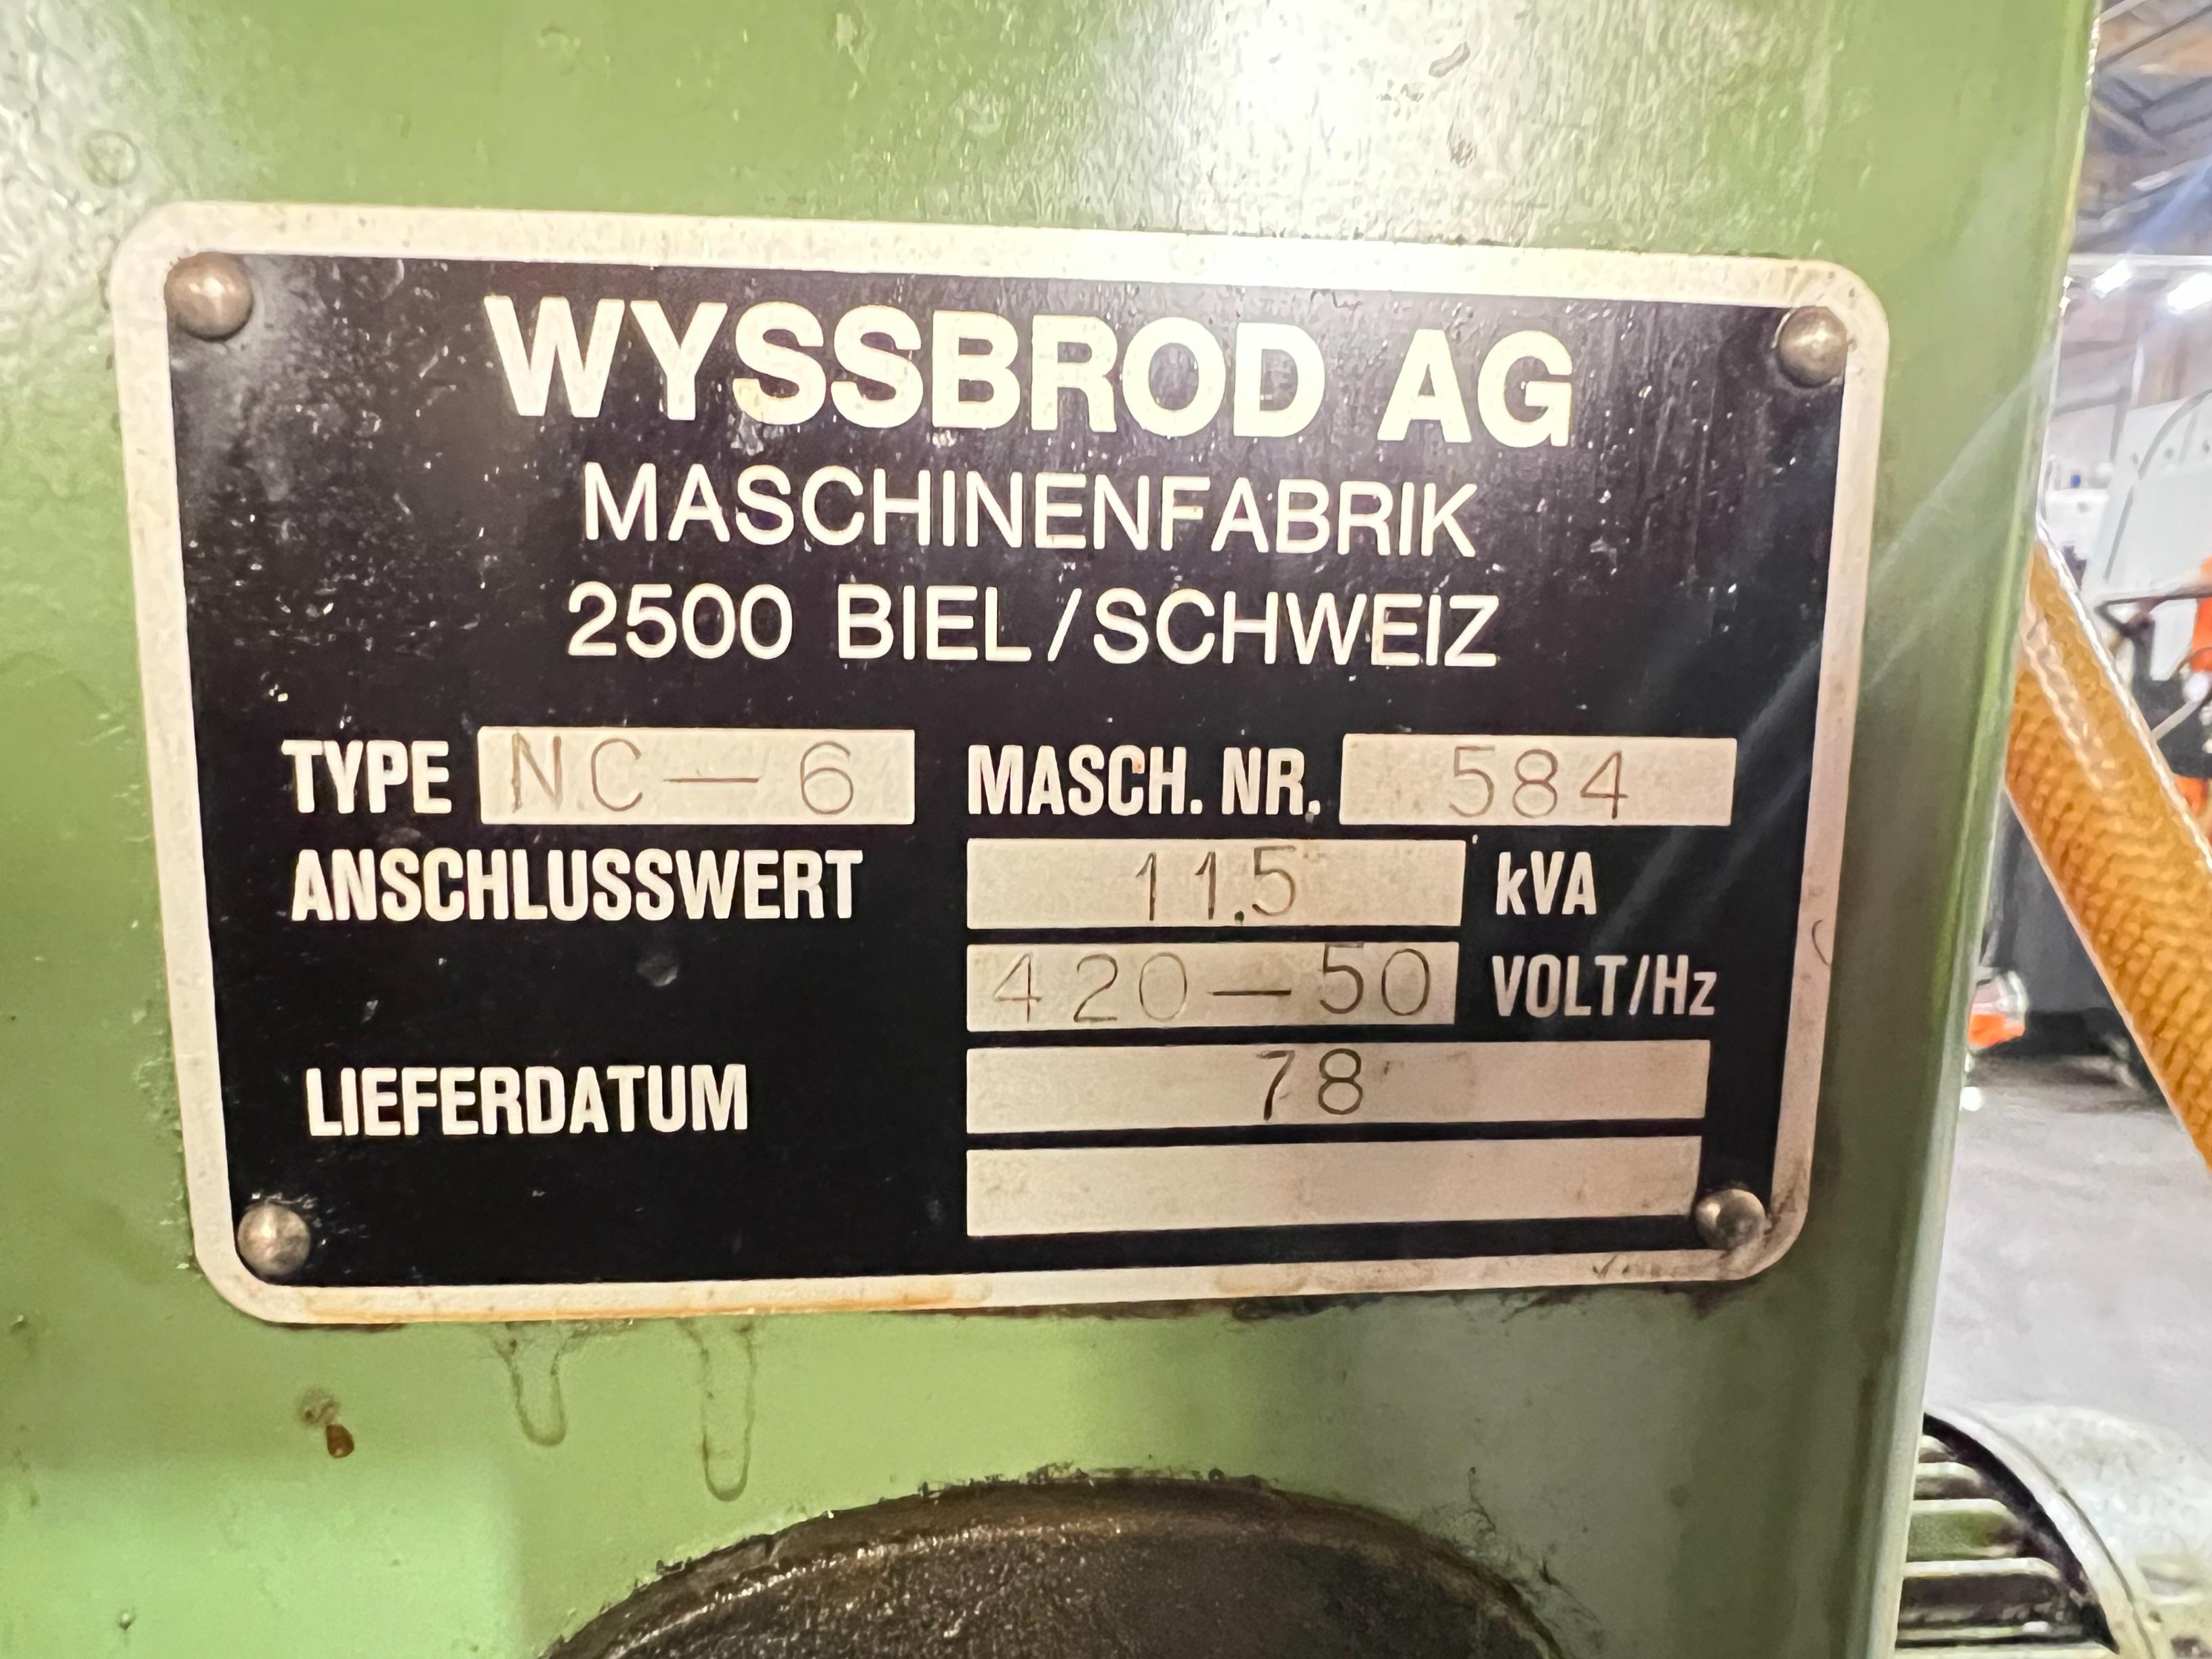 WYSSBROD AG
MASCHINENFABRIK
2500 BIEL/SCHWEIZ
TYPE NC—6 MASCH. NR. 584
ANSCHLUSSWERT 11.5 kVA
420—50 VOLT/Hz
LIEFERDATUM 78